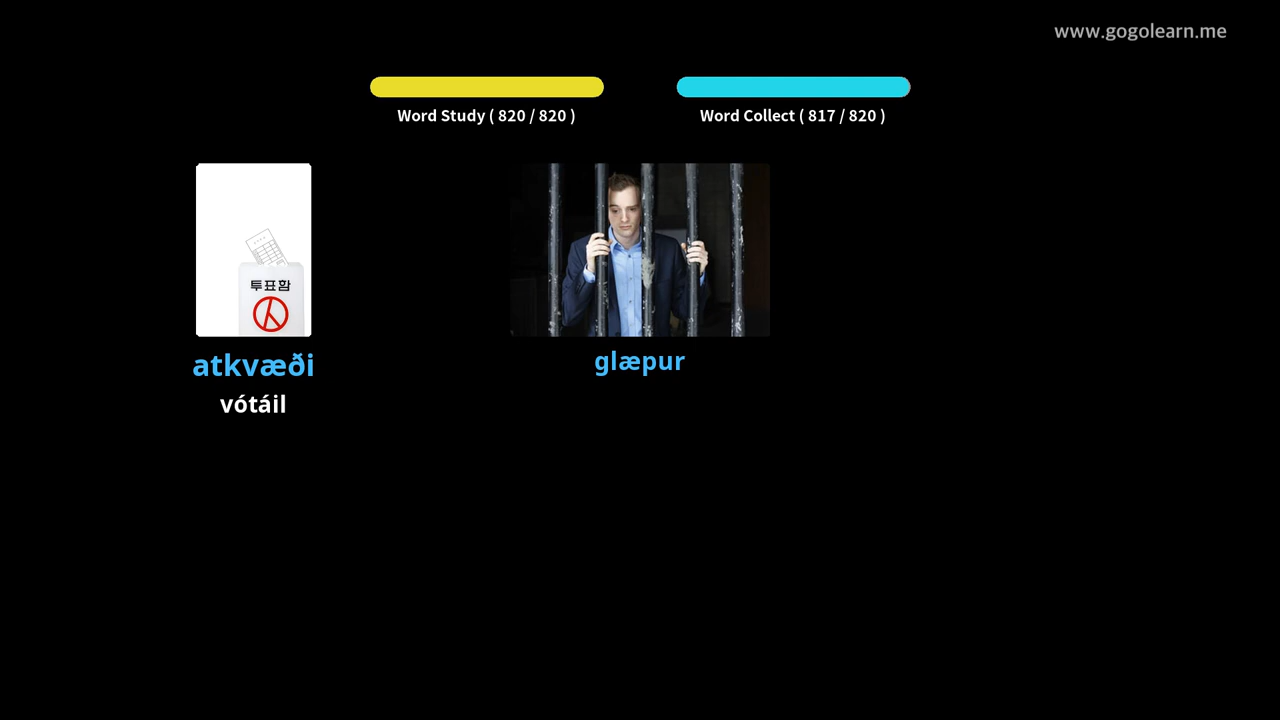 www.gogolearn.me
Word Study ( 820 / 820 )
Word Collect ( 817 / 820 )
투표함
atkvæði
glæpur
vótáil